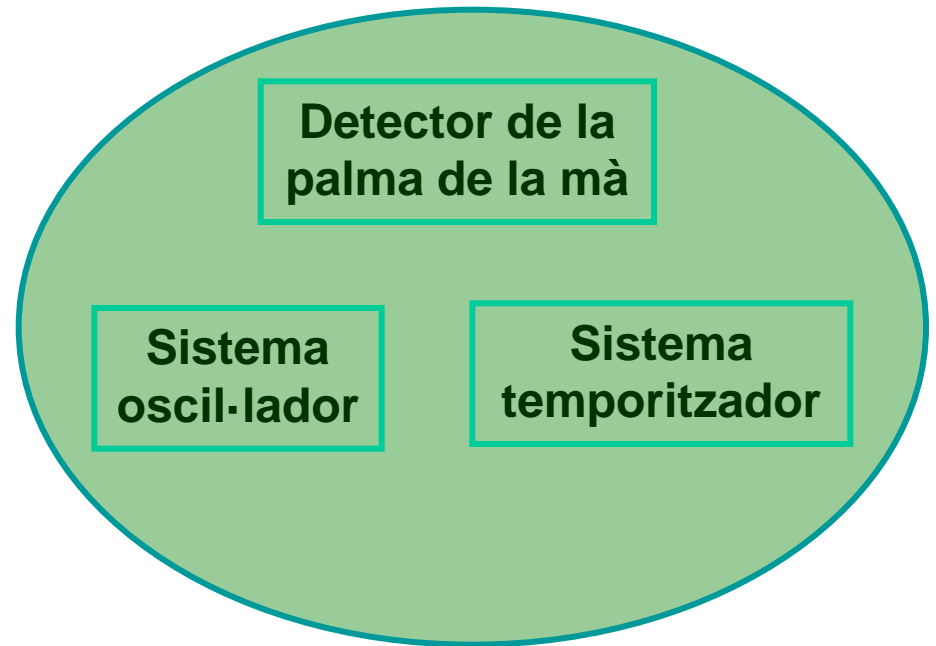 Detector de la
palma de la mà
Sistema
oscil·lador
Sistema
temporitzador